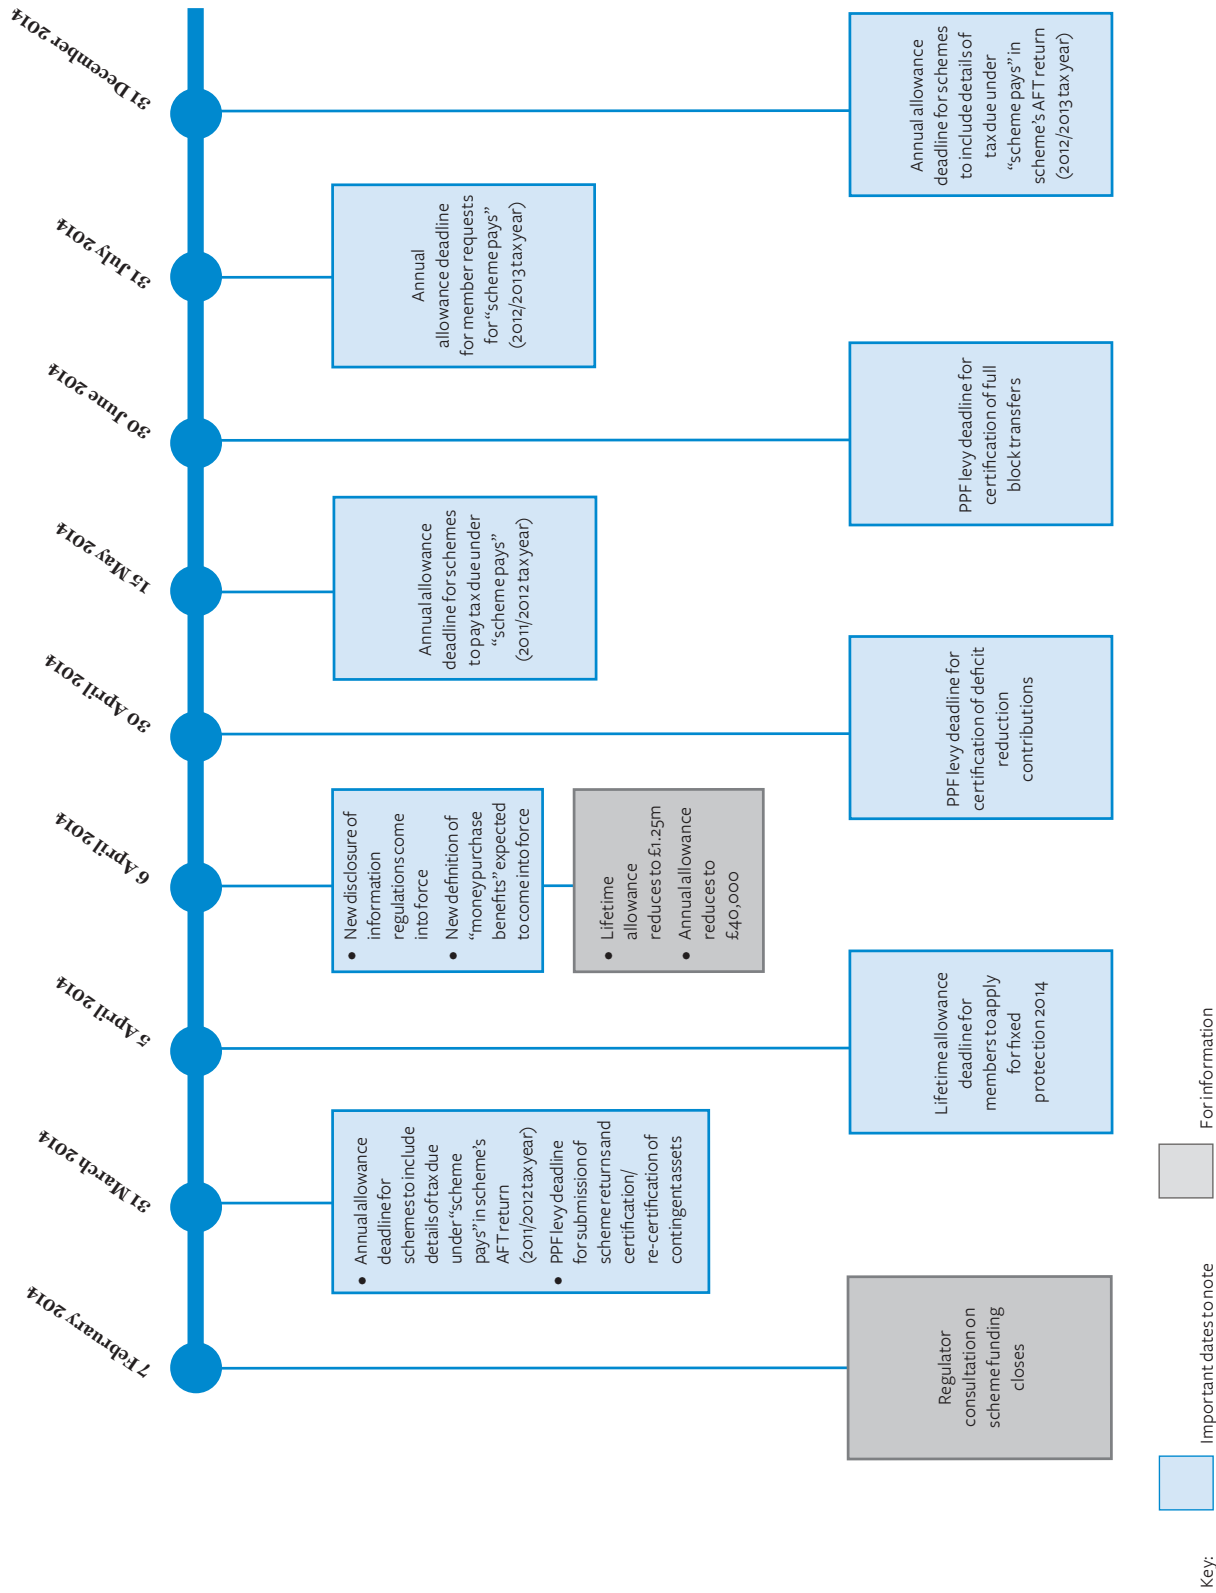 7 February 2014
31 March 2014
5 April 2014
6 April 2014
30 April 2014
15 May 2014
30 June 2014
31 July 2014
31 December 2014
• Annual allowance
deadline for
schemes to include
details of tax due
under “scheme
pays” in scheme’s
AFT return
(2011/2012 tax year)
• PPF levy deadline
for submission of
scheme returns and
certification/
re-certification of
contingent assets
• New disclosure of
information
regulations come
into force
• New definition of
“money purchase
benefits” expected
to come into force
• Lifetime
allowance
reduces to £1.25m
• Annual allowance
reduces to
£40,000
Annual allowance
deadline for schemes
to pay tax due under
“scheme pays”
(2011/2012 tax year)
Annual
allowance deadline
for member requests
for “scheme pays”
(2012/2013 tax year)
Regulator
consultation on
scheme funding
closes
Lifetime allowance
deadline for
members to apply
for fixed
protection 2014
PPF levy deadline for
certification of deficit
reduction
contributions
PPF levy deadline for
certification of full
block transfers
Annual allowance
deadline for schemes
to include details of
tax due under
“scheme pays” in
scheme’s AFT return
(2012/2013 tax year)
Key:
Important dates to note
For information